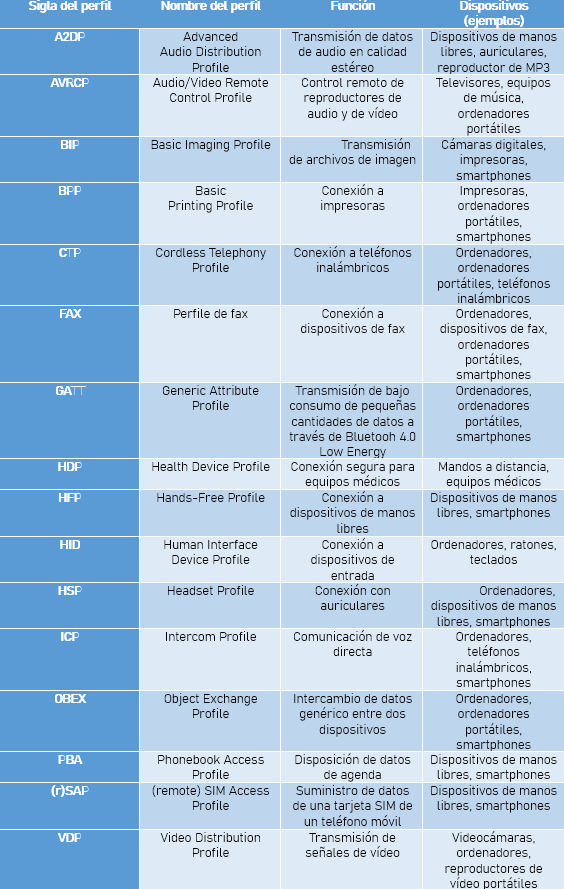 Sigla del perfil Nombre del perfil Función Dispositivos
(ejemplos)
A2DP Advanced Transmisión de datos Dispositivos de manos
Audio Distribution de audio en calidad libres, auriculares,
Profile estéreo reproductor de MP3
AVRCP Audio/Video Remote Control remoto de Televisores, equipos
Control Profile reproductores de de música,
audio y de vídeo ordenadores
portátiles
BIP Basic Imaging Profile Transmisión Cámaras digitales,
de archivos de imagen impresoras,
smartphones
BPP Basic Conexión a Impresoras,
Printing Profile impresoras ordenadores
portátiles,
smartphones
CTP Cordless Telephony Conexión a teléfonos Ordenadores,
Profile inalámbricos ordenadores
portátiles, teléfonos
inalámbricos
FAX Perfile de fax Conexión a Ordenadores,
dispositivos de fax dispositivos de fax,
ordenadores
portátiles,
smartphones
GATT Generic Attribute Transmisión de bajo Ordenadores,
Profile consumo de pequeñas ordenadores
cantidades de datos a portátiles,
través de Bluetooh 4.0 smartphones
Low Energy
HDP Health Device Profile Conexión segura para Mandos a distancia,
equipos médicos equipos médicos
HFP Hands-Free Profile Conexión a Dispositivos de manos
dispositivos de manos libres, smartphones
libres
HID Human Interface Conexión a Ordenadores, ratones,
Device Profile dispositivos de teclados
entrada
HSP Headset Profile Conexión con Ordenadores,
auriculares dispositivos de manos
libres, smartphones
ICP Intercom Profile Comunicación de voz Ordenadores,
directa teléfonos
inalámbricos,
smartphones
OBEX Object Exchange Intercambio de datos Ordenadores,
Profile genérico entre dos ordenadores
dispositivos portátiles,
smartphones
PBA Phonebook Access Disposición de datos Dispositivos de manos
Profile de agenda libres, smartphones
(r)SAP (remote) SIM Access Suministro de datos Dispositivos de manos
Profile de una tarjeta SIM de libres, smartphones
un teléfono móvil
VDP Video Distribution Transmisión de Videocámaras,
Profile señales de vídeo ordenadores,
reproductores de
vídeo portátiles